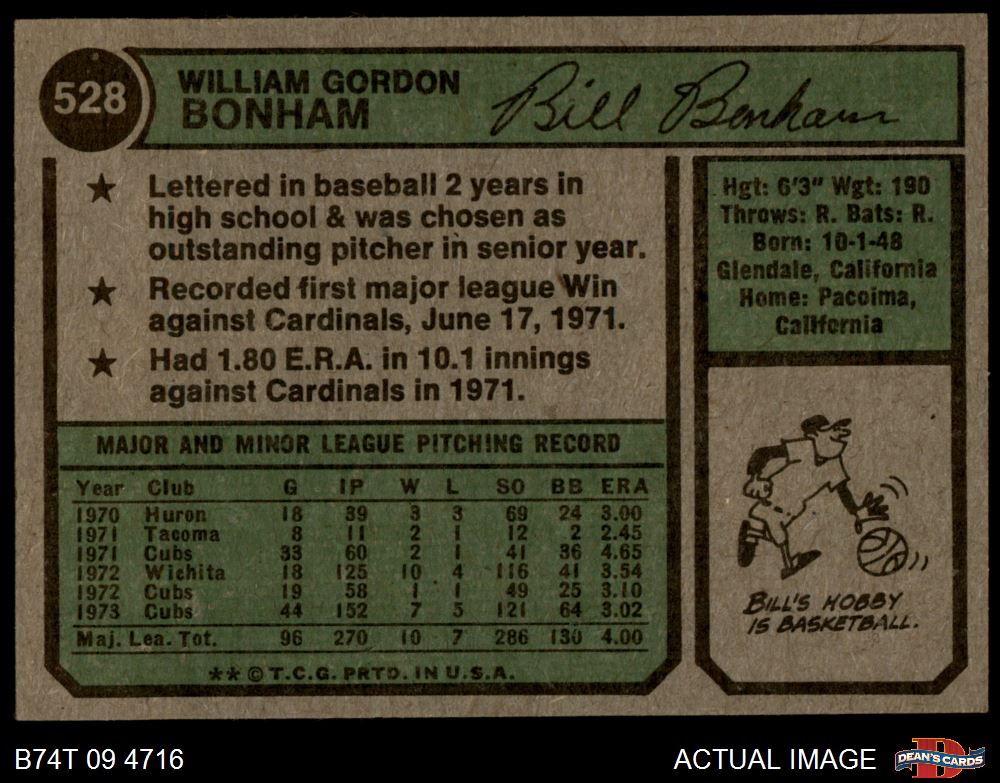 528
WILLIAM GORDON
BONHAM
Bill Bonham
★ Lettered in baseball 2 years in
high school & was chosen as
outstanding pitcher in senior year.
★ Recorded first major league Win
against Cardinals, June 17, 1971.
★ Had 1.80 E.R.A. in 10.1 innings
against Cardinals in 1971.
Hgt: 6'3" Wgt: 190
Throws: R. Bats: R.
Born: 10-1-48
Glendale, California
Home: Pacoima,
California
MAJOR AND MINOR LEAGUE PITCHING RECORD
Year Club G IP W L SO BB ERA
1970 Huron 18 39 3 3 69 24 3.00
1971 Tacoma 8 11 2 1 12 2 2.45
1971 Cubs 33 60 2 1 41 36 4.65
1972 Wichita 18 125 10 4 116 41 3.54
1972 Cubs 19 58 1 1 49 25 3.10
1973 Cubs 44 152 7 5 121 64 3.02
Maj. Lea. Tot. 96 270 10 7 286 130 4.00
** © T.C.G. PRTD. IN U.S.A.
BILL'S HOBBY
IS BASKETBALL.
B74T 09 4716
ACTUAL IMAGE
D
DEAN'S CARDS